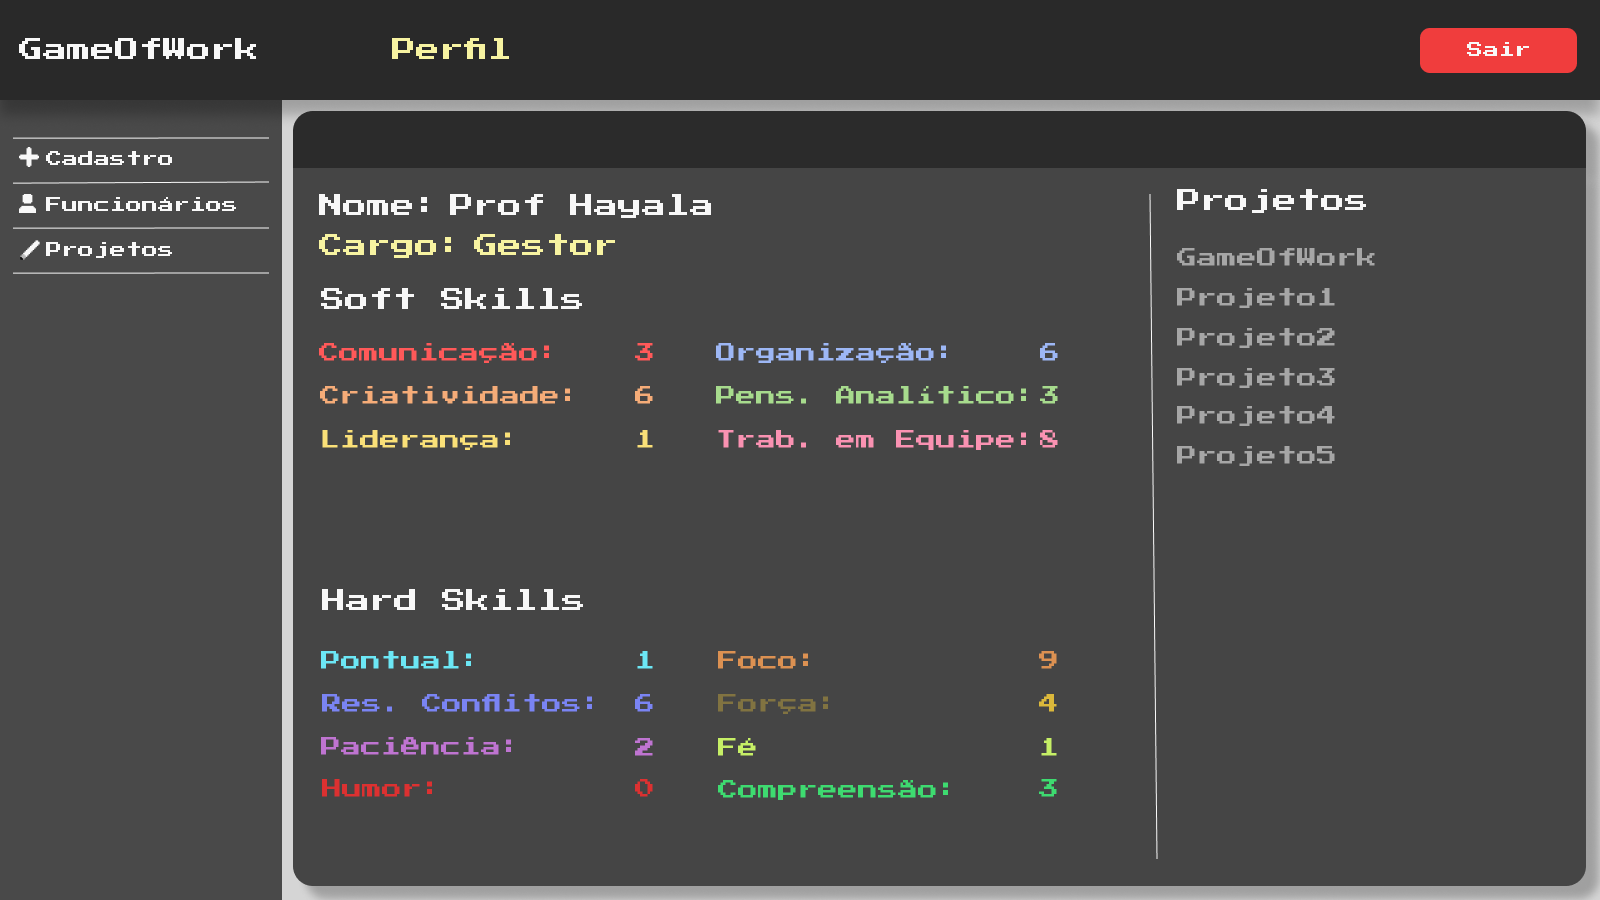 GameOfWork
Perfil
Sair
Cadastro
Funcionários
Projetos
Nome: Prof Hayala
Cargo: Gestor
Soft Skills
Comunicação: 3
Organização: 6
Criatividade: 6
Pens. Analítico: 3
Liderança: 1
Trab. em Equipe: 8
Hard Skills
Pontual: 1
Foco: 9
Res. Conflitos: 6
Força: 4
Paciência: 2
Fé 1
Humor: 0
Compreensão: 3
Projetos
GameOfWork
Projeto1
Projeto2
Projeto3
Projeto4
Projeto5